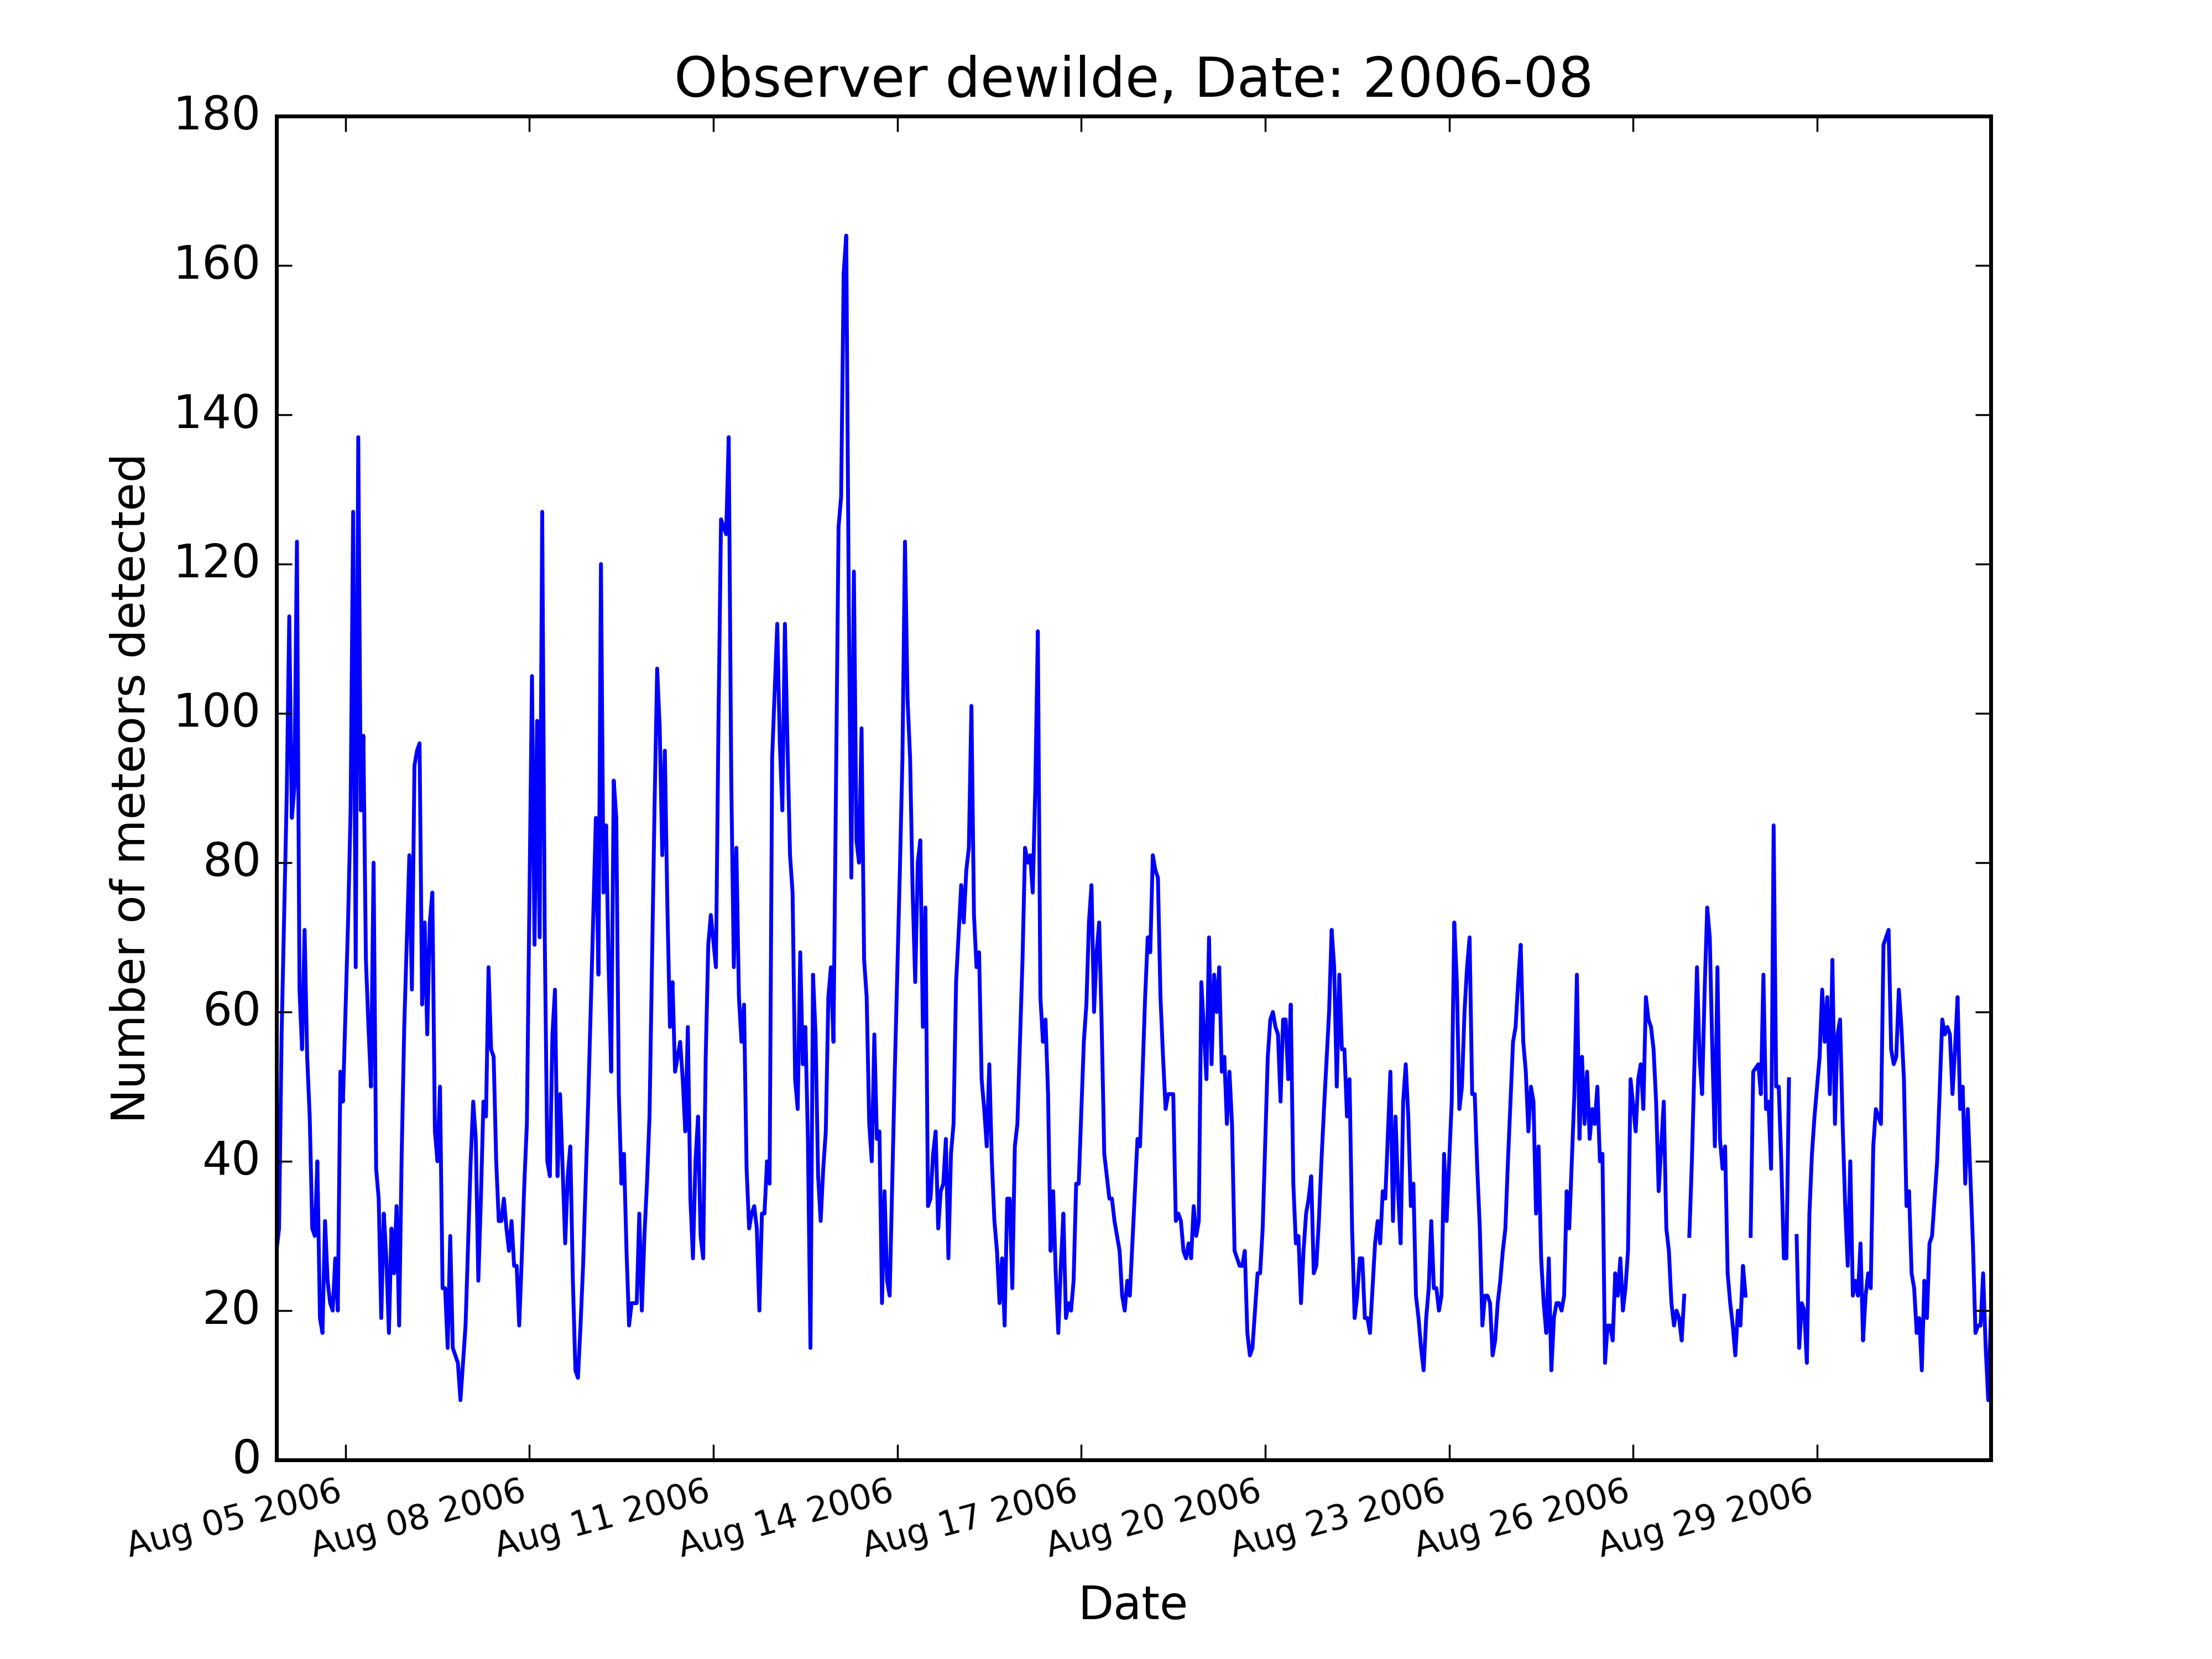 Observer dewilde, Date: 2006-08
180
160
140
120
100
80
60
40
20
0
Number of meteors detected
Aug 05 2006
Aug 08 2006
Aug 11 2006
Aug 14 2006
Aug 17 2006
Aug 20 2006
Aug 23 2006
Aug 26 2006
Aug 29 2006
Date